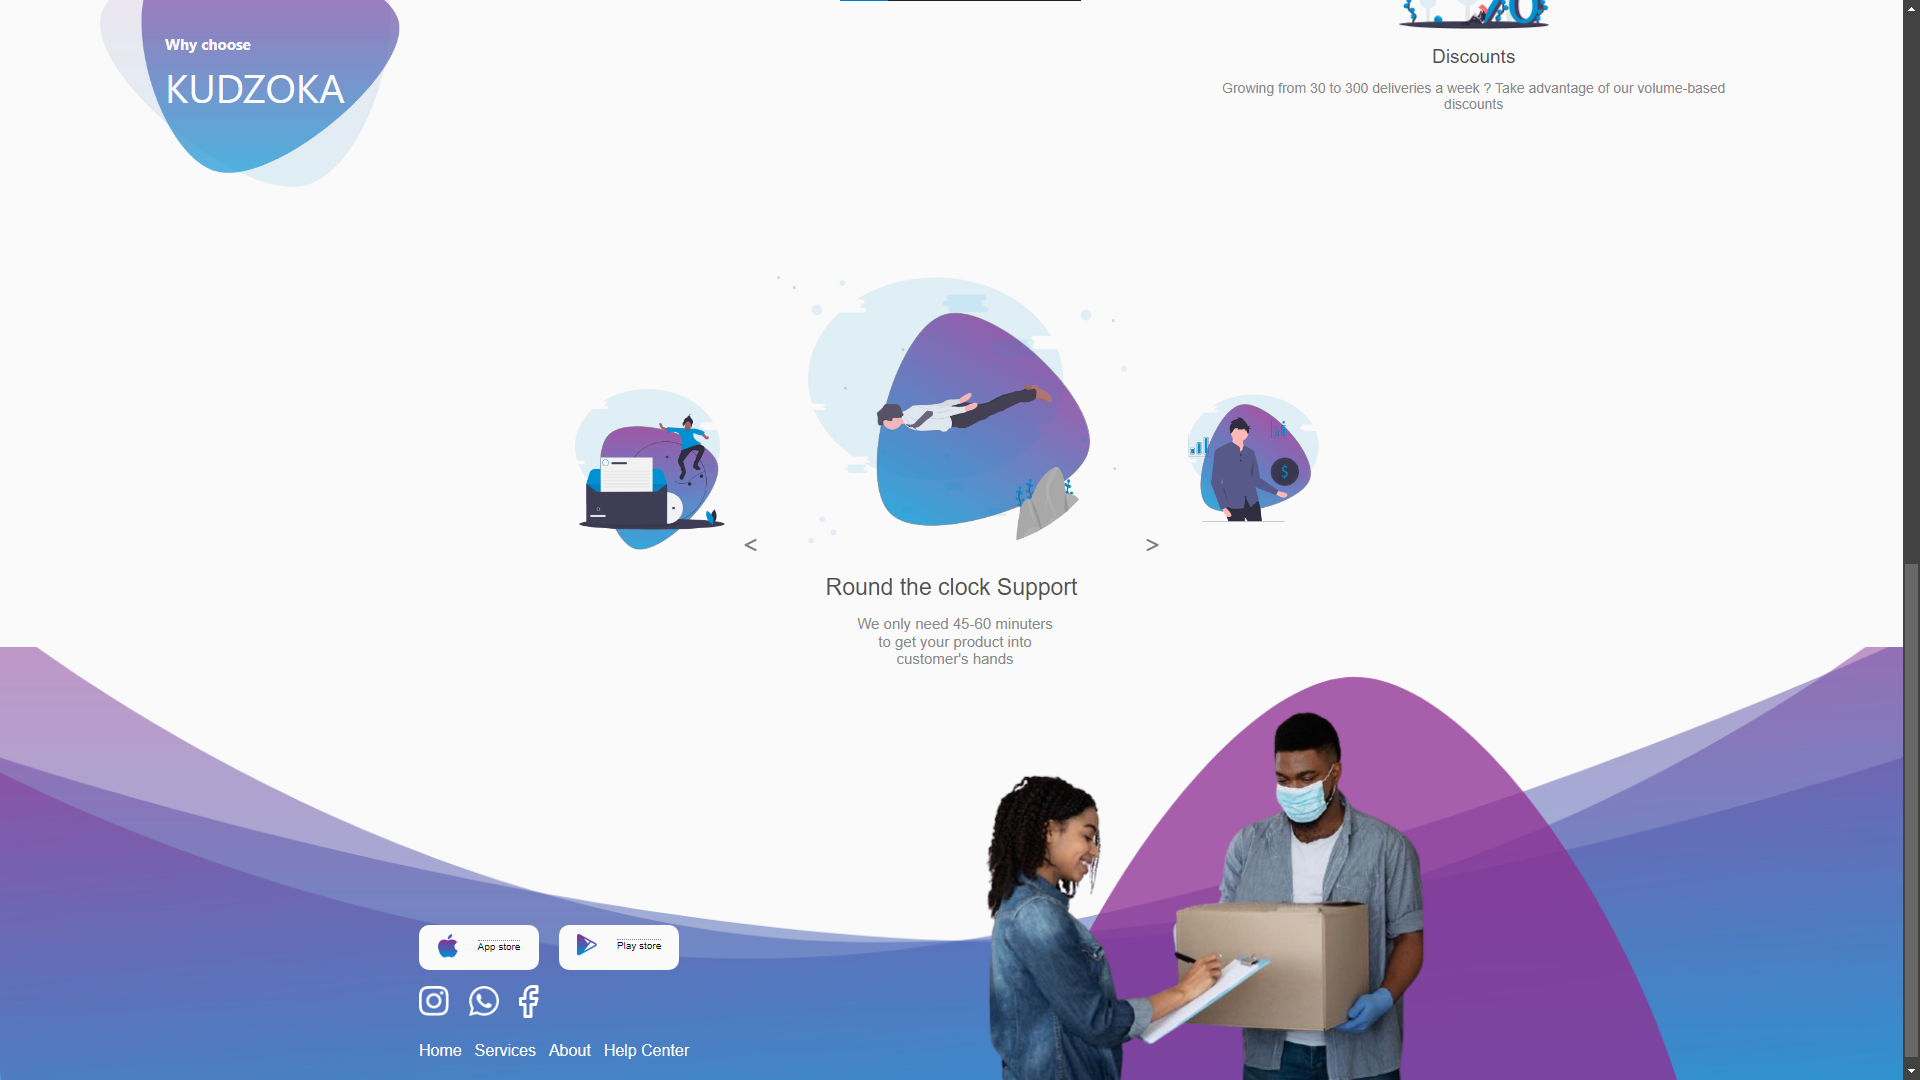 Why choose
KUDZOKA
Discounts
Growing from 30 to 300 deliveries a week ? Take advantage of our volume-based
discounts
$
<
>
Round the clock Support
We only need 45-60 minuters
to get your product into
customer's hands
App store
Play store
Home Services About Help Center